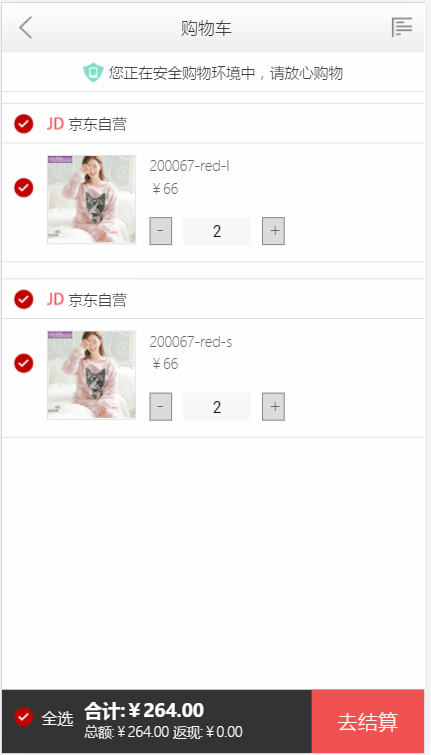 购物车
您正在安全购物环境中，请放心购物
JD 京东自营
200067-red-l
￥66
- 2 +
JD 京东自营
200067-red-s
￥66
- 2 +
全选
合计:￥264.00
总额:￥264.00 返现:￥0.00
去结算